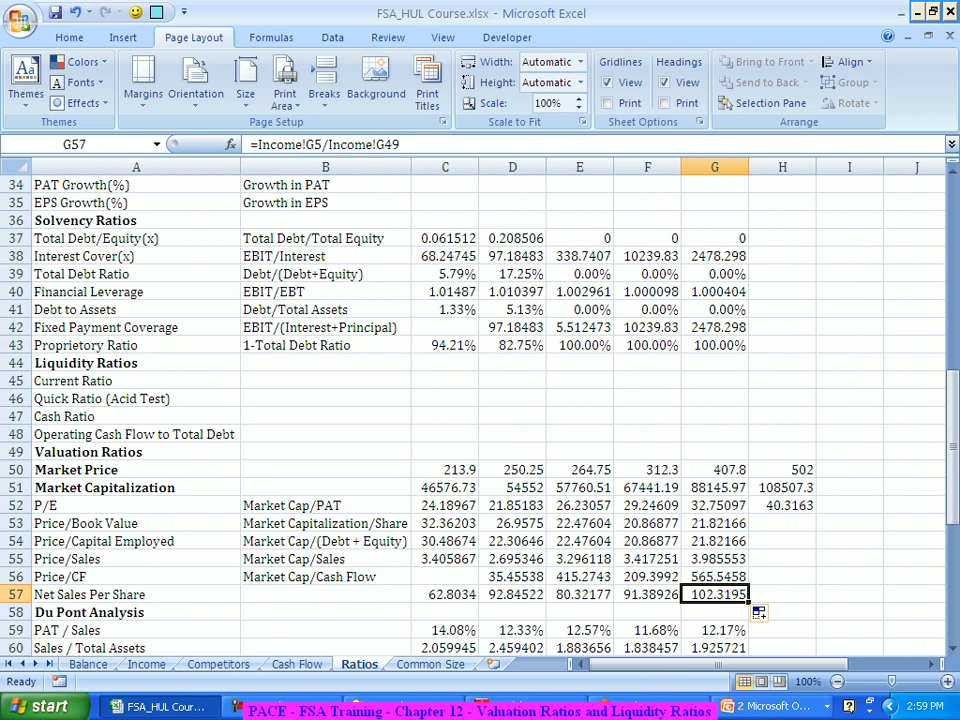 FSA_HUL Course.xlsx - Microsoft Excel
Home Insert Page Layout Formulas Data Review View Developer
Themes Colors Fonts Effects
Themes
Margins Orientation Size Print Area Breaks Background Print Titles
Page Setup
Width: Automatic
Height: Automatic
Scale: 100%
Scale to Fit
Gridlines Headings
View View
Print Print
Sheet Options
Bring to Front Align
Send to Back Group
Selection Pane Rotate
Arrange
G57 fx =Income!G5/Income!G49
A B C D E F G H I J
34 PAT Growth(%) Growth in PAT
35 EPS Growth(%) Growth in EPS
36 Solvency Ratios
37 Total Debt/Equity(x) Total Debt/Total Equity 0.061512 0.208506 0 0 0
38 Interest Cover(x) EBIT/Interest 68.24745 97.18483 338.7407 10239.83 2478.298
39 Total Debt Ratio Debt/(Debt+Equity) 5.79% 17.25% 0.00% 0.00% 0.00%
40 Financial Leverage EBIT/EBT 1.01487 1.010397 1.002961 1.000098 1.000404
41 Debt to Assets Debt/Total Assets 1.33% 5.13% 0.00% 0.00% 0.00%
42 Fixed Payment Coverage EBIT/(Interest+Principal) 97.18483 5.512473 10239.83 2478.298
43 Proprietory Ratio 1-Total Debt Ratio 94.21% 82.75% 100.00% 100.00% 100.00%
44 Liquidity Ratios
45 Current Ratio
46 Quick Ratio (Acid Test)
47 Cash Ratio
48 Operating Cash Flow to Total Debt
49 Valuation Ratios
50 Market Price 213.9 250.25 264.75 312.3 407.8 502
51 Market Capitalization 46576.73 54552 57760.51 67441.19 88145.97 108507.3
52 P/E Market Cap/PAT 24.18967 21.85183 26.23057 29.24609 32.75097 40.3163
53 Price/Book Value Market Capitalization/Share 32.36203 26.9575 22.47604 20.86877 21.82166
54 Price/Capital Employed Market Cap/(Debt + Equity) 30.48674 22.30646 22.47604 20.86877 21.82166
55 Price/Sales Market Cap/Sales 3.405867 2.695346 3.296118 3.417251 3.985553
56 Price/CF Market Cap/Cash Flow 35.45538 415.2743 209.3992 565.5458
57 Net Sales Per Share 62.8034 92.84522 80.32177 91.38926 102.3195
58 Du Pont Analysis
59 PAT / Sales 14.08% 12.33% 12.57% 11.68% 12.17%
60 Sales / Total Assets 2.059945 2.459402 1.883656 1.838457 1.925721
Balance Income Competitors Cash Flow Ratios Common Size
Ready 100%
start FSA_HUL Cour... 2 Microsoft O... 2:59 PM
PACE - FSA Training - Chapter 12 - Valuation Ratios and Liquidity Ratios